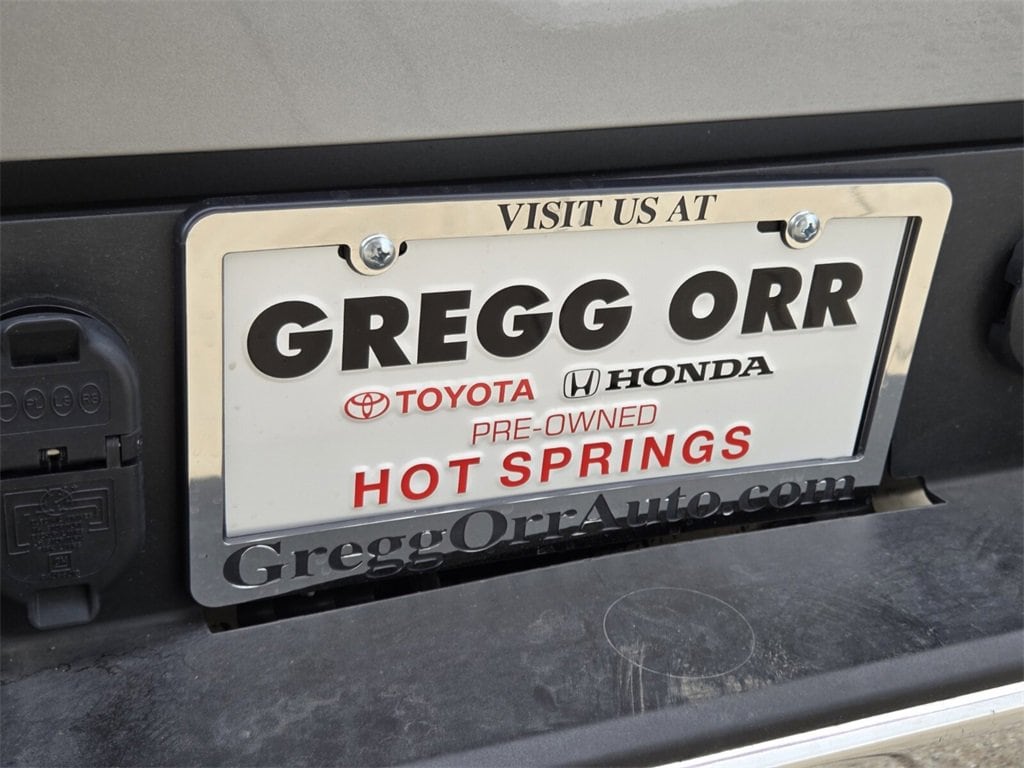 VISIT US AT
GREGG ORR
TOYOTA HONDA
PRE-OWNED
HOT SPRINGS
GreggOrrAuto.com